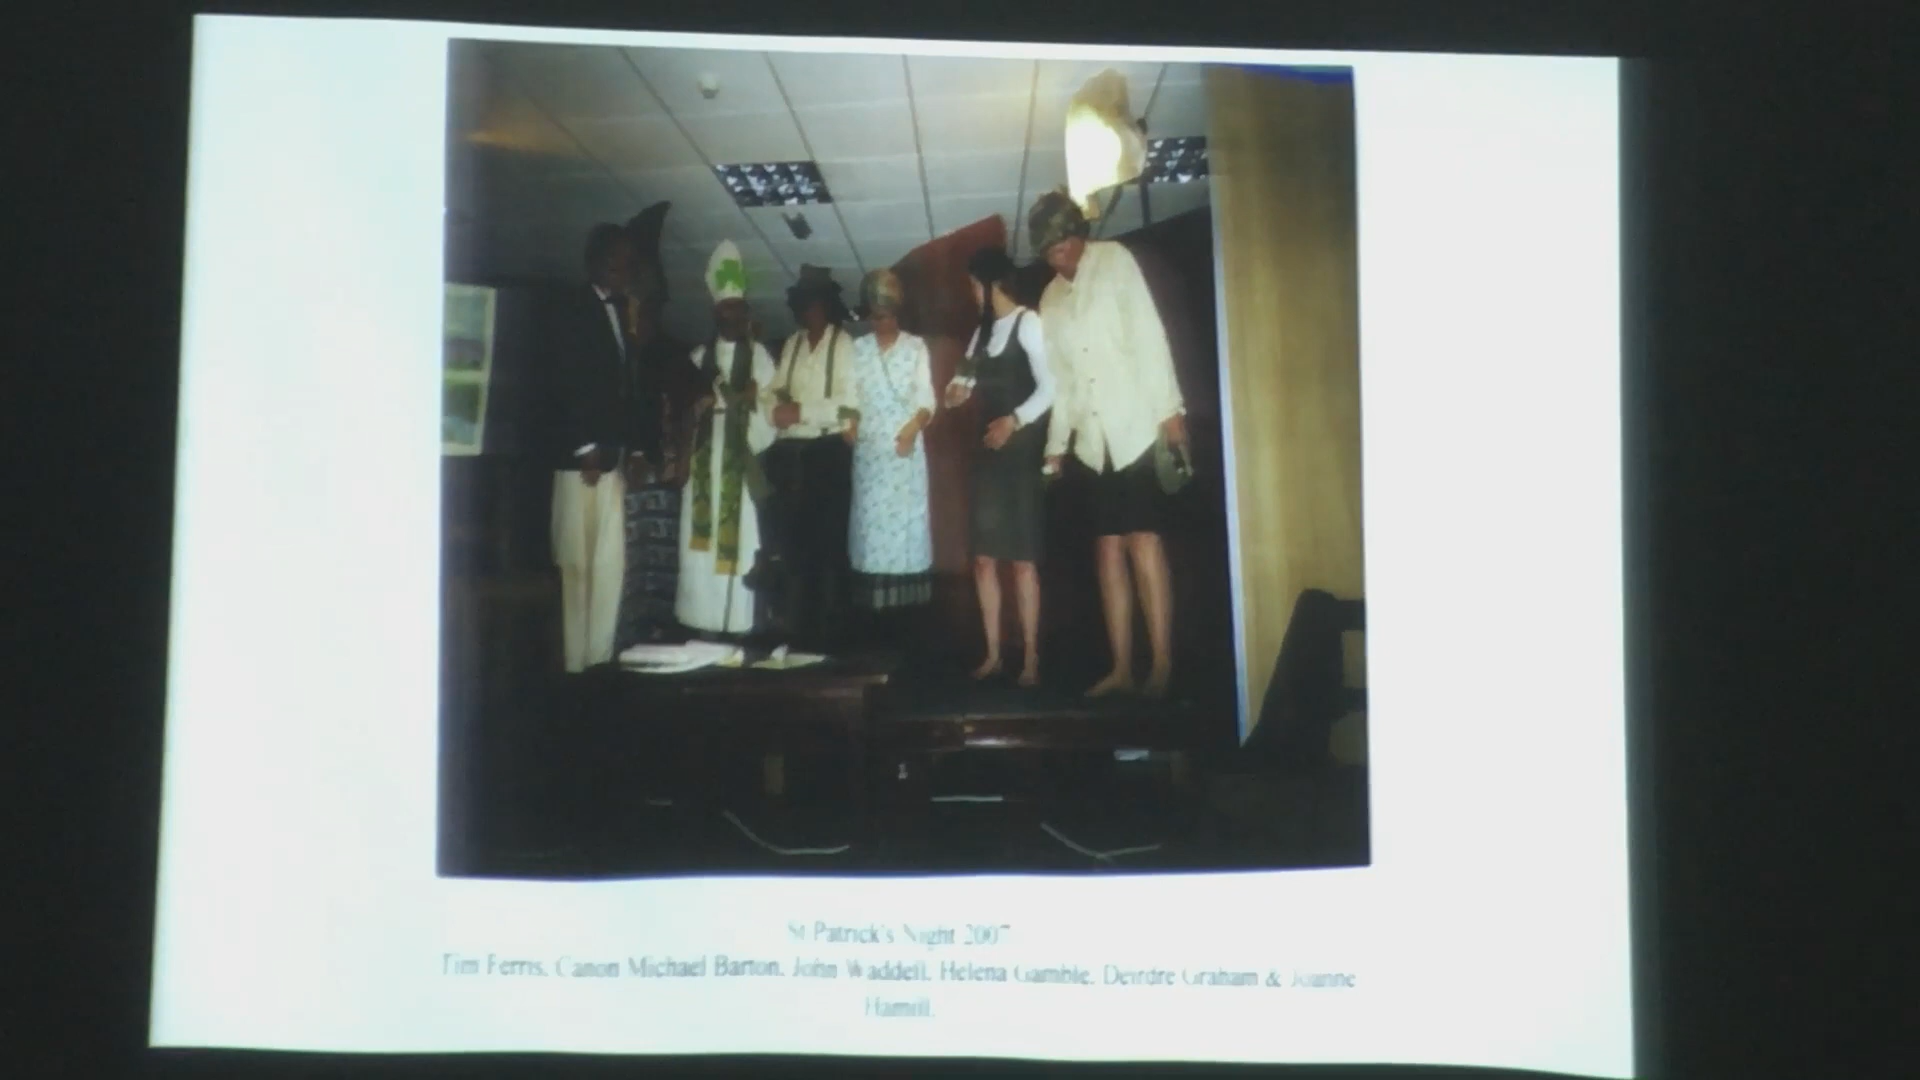 St Patrick's Night 2007
Tim Ferris, Canon Michael Barton, John Waddell, Helena Gamble, Deirdre Graham & Joanne
Hamill.